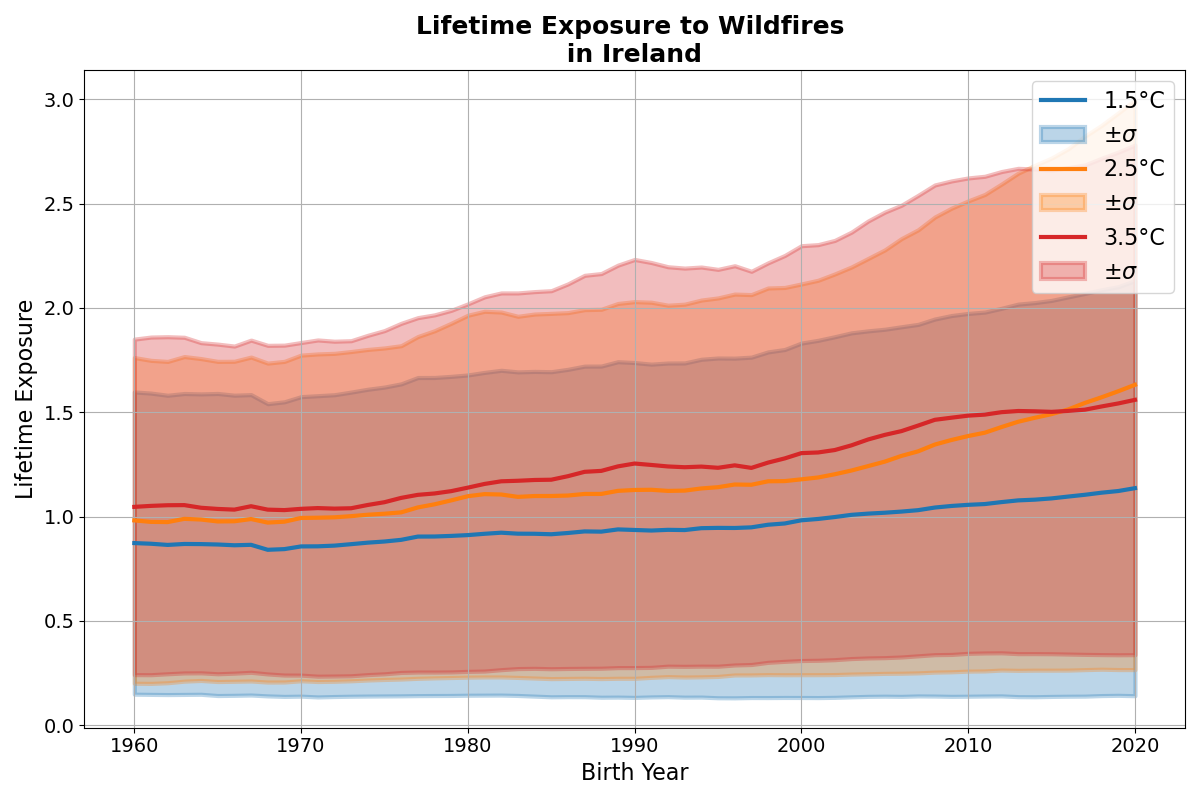 Lifetime Exposure to Wildfires
in Ireland
Lifetime Exposure
3.0
2.5
2.0
1.5
1.0
0.5
0.0
1960
1970
1980
1990
2000
2010
2020
Birth Year
1.5°C
±σ
2.5°C
±σ
3.5°C
±σ